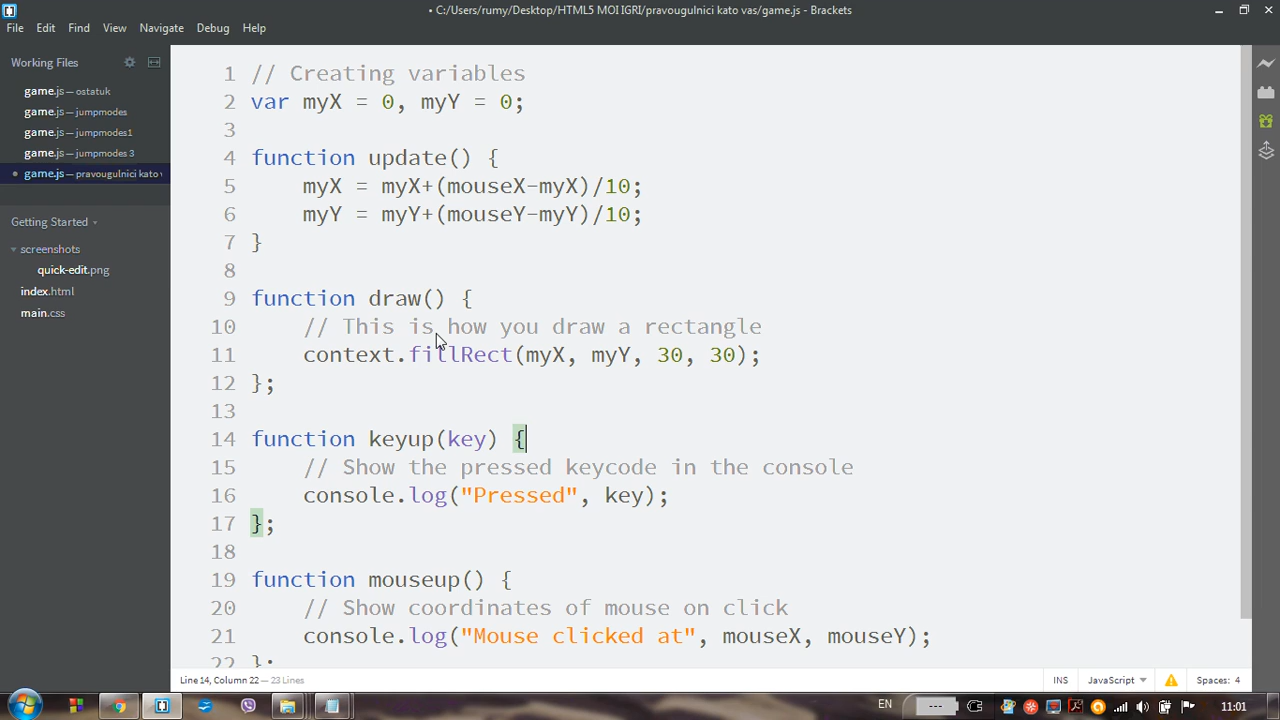 • C:/Users/rumy/Desktop/HTML5 MOI IGRI/pravougulnici kato vas/game.js - Brackets
File Edit Find View Navigate Debug Help
Working Files
game.js — ostatuk
game.js — jumpmodes
game.js — jumpmodes1
game.js — jumpmodes 3
• game.js — pravougulnici kato v
Getting Started
screenshots
quick-edit.png
index.html
main.css
1 // Creating variables
2 var myX = 0, myY = 0;
3
4 function update() {
5 myX = myX+(mouseX-myX)/10;
6 myY = myY+(mouseY-myY)/10;
7 }
8
9 function draw() {
10 // This is how you draw a rectangle
11 context.fillRect(myX, myY, 30, 30);
12 };
13
14 function keyup(key) {
15 // Show the pressed keycode in the console
16 console.log("Pressed", key);
17 };
18
19 function mouseup() {
20 // Show coordinates of mouse on click
21 console.log("Mouse clicked at", mouseX, mouseY);
22 };
Line 14, Column 22 — 23 Lines
INS JavaScript Spaces: 4
EN 11:01